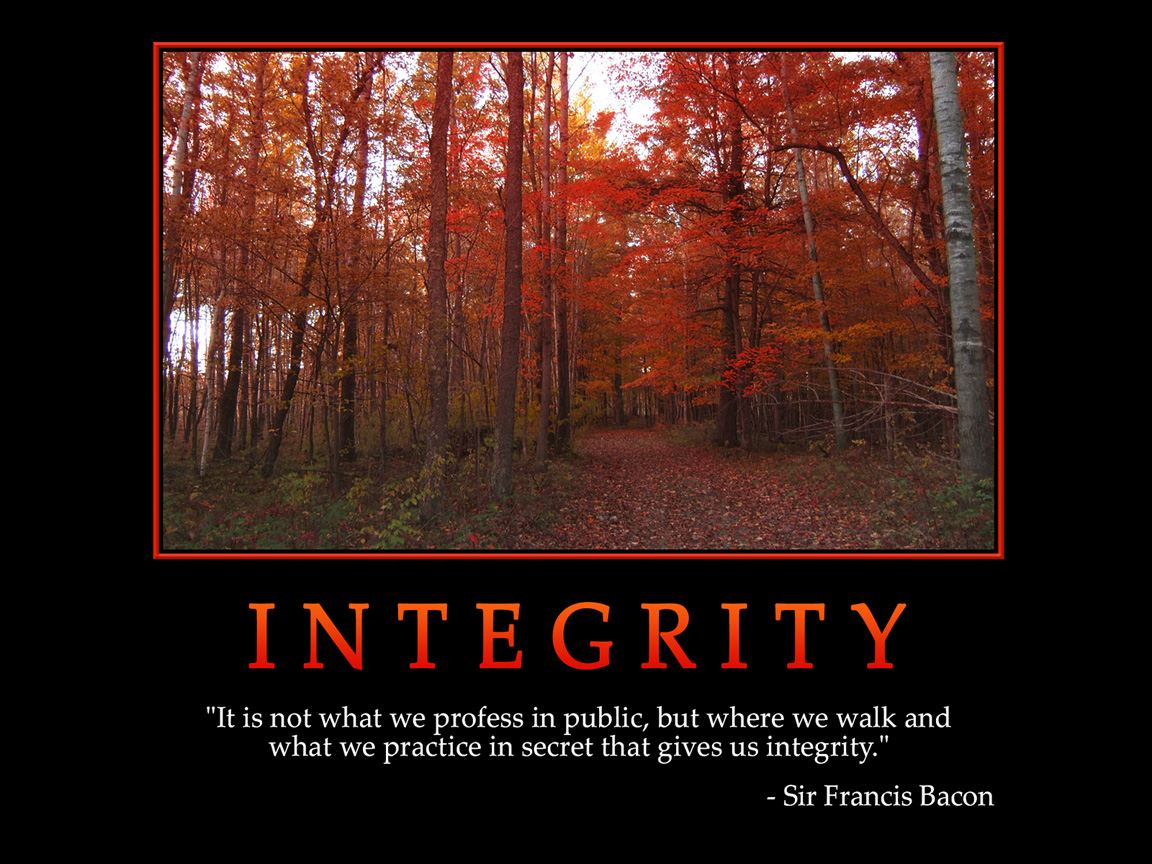 INTEGRITY
"It is not what we profess in public, but where we walk and
what we practice in secret that gives us integrity."
- Sir Francis Bacon